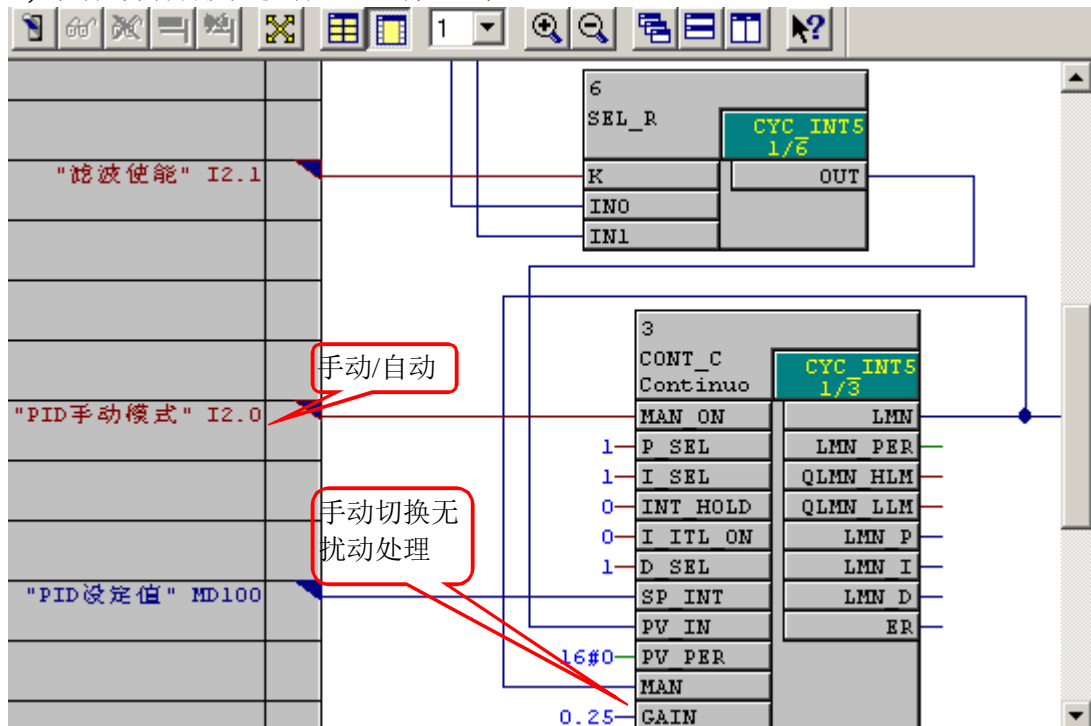 1
6
SEL_R
CYC_INT5
1/6
"滤波使能" I2.1
K
OUT
IN0
IN1
手动/自动
3
CONT_C
Continuo
CYC_INT5
1/3
"PID手动模式" I2.0
MAN_ON
LMN
1
P_SEL
LMN_PER
1
I_SEL
QLMN_HLM
手动切换无
扰动处理
0
INT_HOLD
QLMN_LLM
0
I_ITL_ON
LMN_P
1
D_SEL
LMN_I
"PID设定值" MD100
SP_INT
LMN_D
PV_IN
ER
16#0
PV_PER
MAN
0.25
GAIN